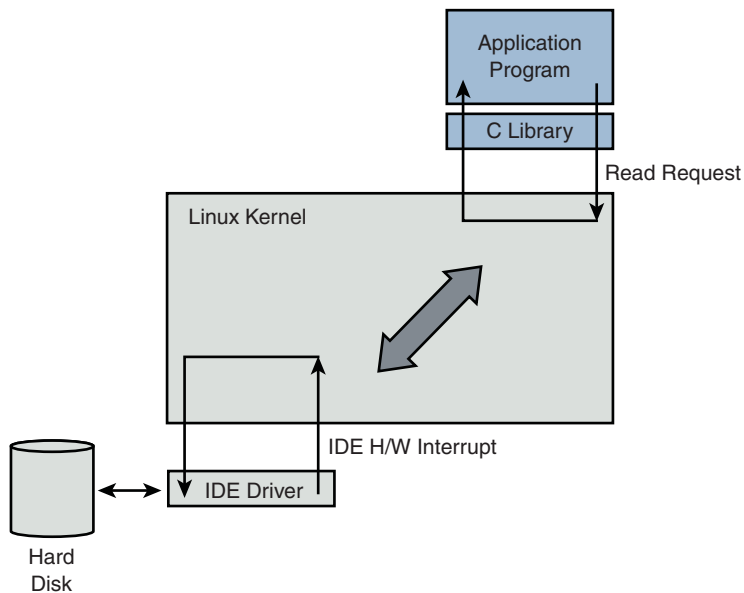 Application
Program
C Library
Read Request
Linux Kernel
IDE H/W Interrupt
IDE Driver
Hard
Disk